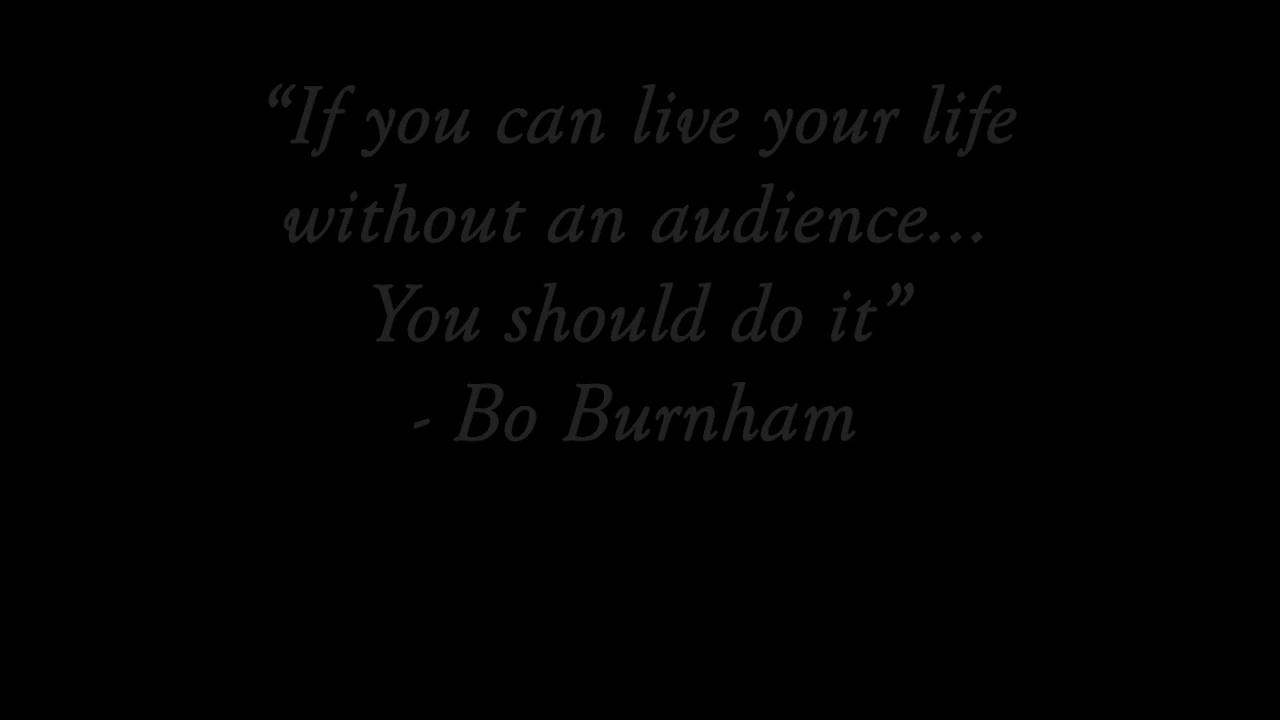 “If you can live your life
without an audience...
You should do it”
- Bo Burnham